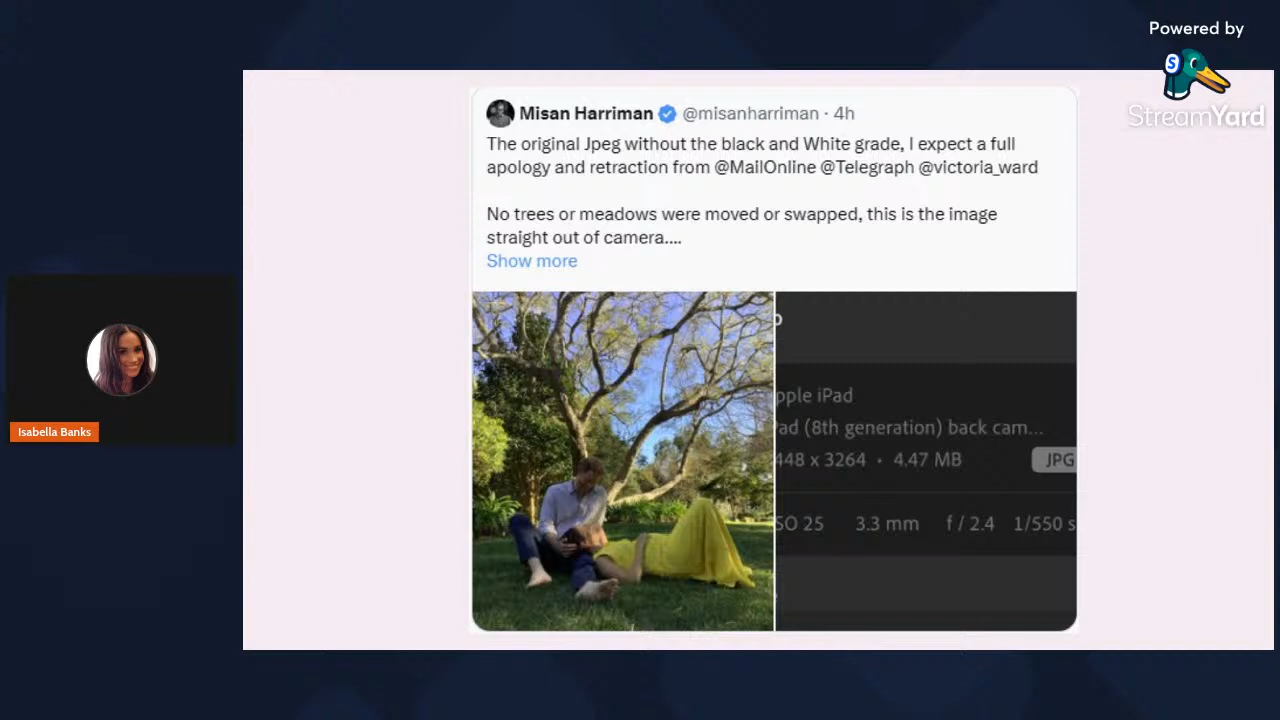 Powered by
StreamYard
Misan Harriman @misanharriman · 4h
The original Jpeg without the black and White grade, I expect a full
apology and retraction from @MailOnline @Telegraph @victoria_ward
No trees or meadows were moved or swapped, this is the image
straight out of camera....
Show more
pple iPad
Pad (8th generation) back cam...
448 x 3264 • 4.47 MB JPG
SO 25 3.3 mm f / 2.4 1/550 s
Isabella Banks